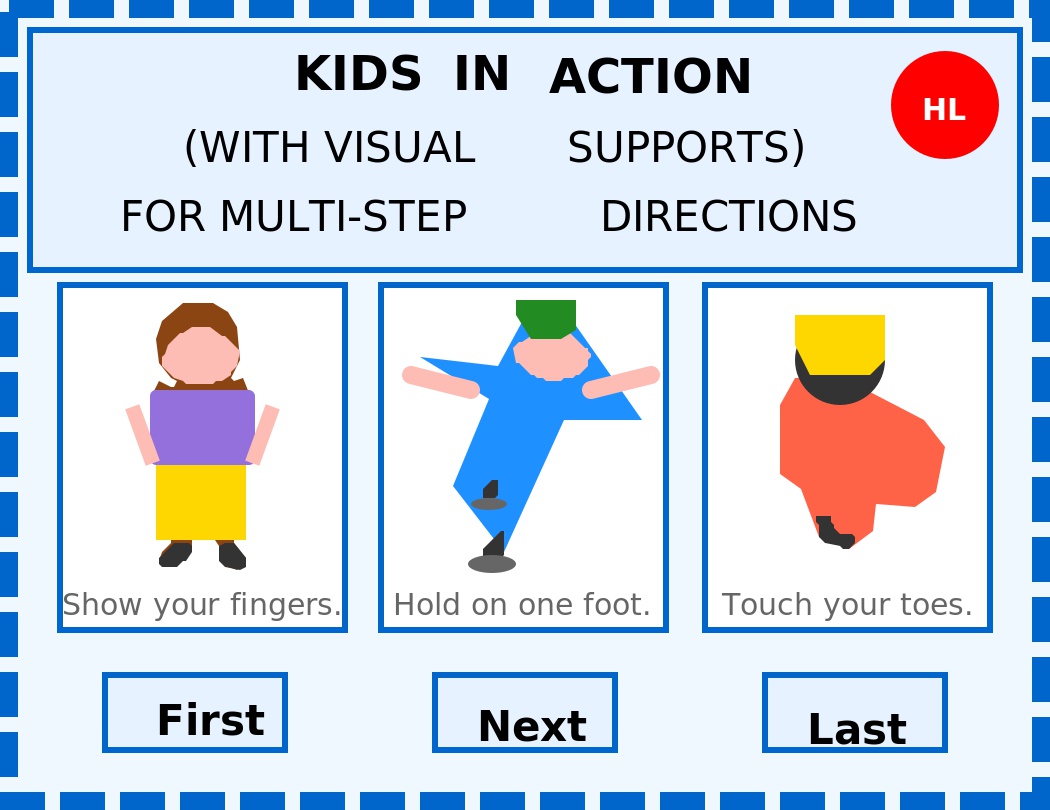 KIDS IN ACTION
HL
(WITH VISUAL SUPPORTS)
FOR MULTI-STEP DIRECTIONS
Show your fingers.
Hold on one foot.
Touch your toes.
First
Next
Last